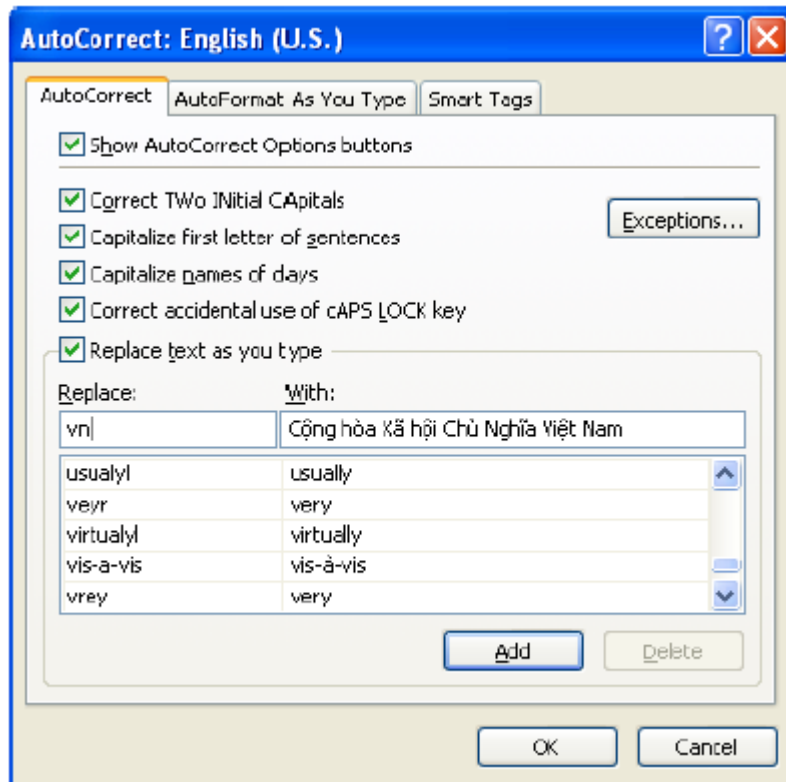 AutoCorrect: English (U.S.)
AutoCorrect AutoFormat As You Type Smart Tags
Show AutoCorrect Options buttons
Correct TWo INitial CApitals
Exceptions...
Capitalize first letter of sentences
Capitalize names of days
Correct accidental use of cAPS LOCK key
Replace text as you type
Replace: With:
vn Cộng hòa Xã hội Chủ Nghĩa Việt Nam
usualyl usually
veyr very
virtualyl virtually
vis-a-vis vis-à-vis
vrey very
Add Delete
OK Cancel